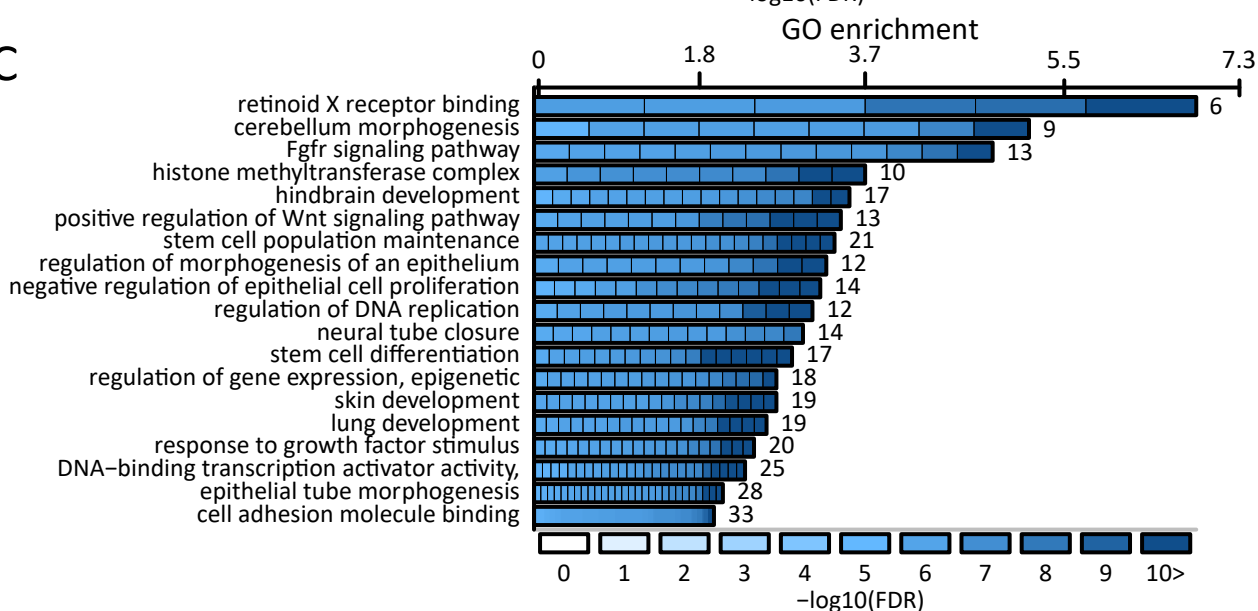 −log10(FDR)
GO enrichment
C
0 1.8 3.7 5.5 7.3
retinoid X receptor binding 6
cerebellum morphogenesis 9
Fgfr signaling pathway 13
histone methyltransferase complex 10
hindbrain development 17
positive regulation of Wnt signaling pathway 13
stem cell population maintenance 21
regulation of morphogenesis of an epithelium 12
negative regulation of epithelial cell proliferation 14
regulation of DNA replication 12
neural tube closure 14
stem cell differentiation 17
regulation of gene expression, epigenetic 18
skin development 19
lung development 19
response to growth factor stimulus 20
DNA−binding transcription activator activity, 25
epithelial tube morphogenesis 28
cell adhesion molecule binding 33
0 1 2 3 4 5 6 7 8 9 10>
−log10(FDR)